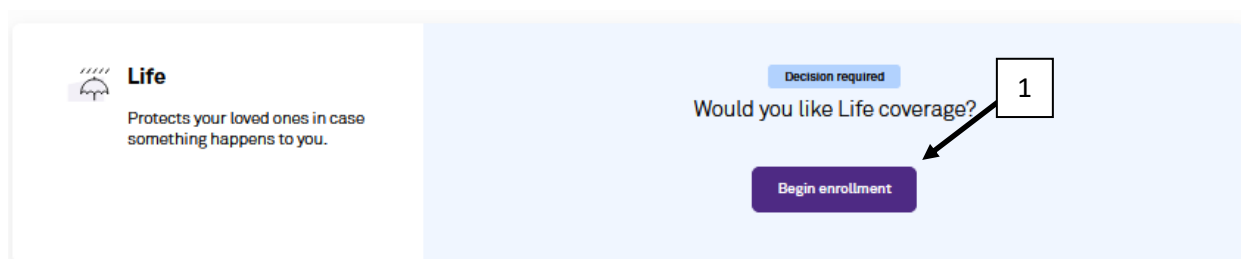 Life
Protects your loved ones in case
something happens to you.
Decision required
Would you like Life coverage?
1
Begin enrollment